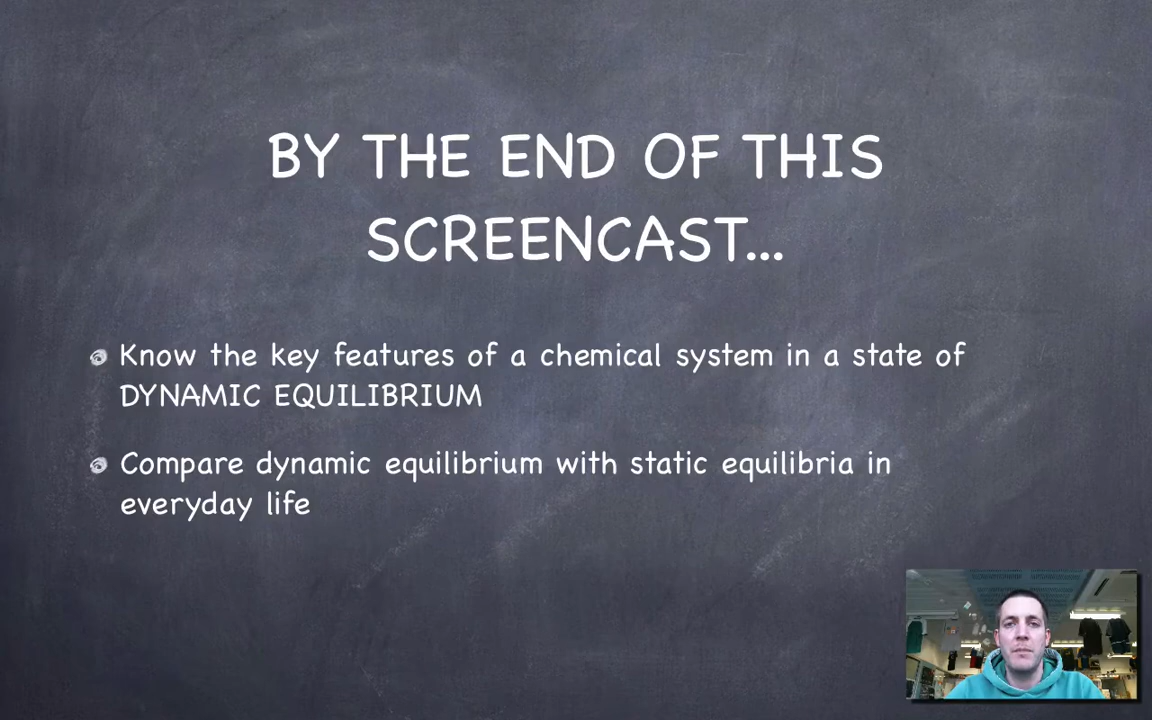 BY THE END OF THIS
SCREENCAST...
Know the key features of a chemical system in a state of
DYNAMIC EQUILIBRIUM
Compare dynamic equilibrium with static equilibria in
everyday life